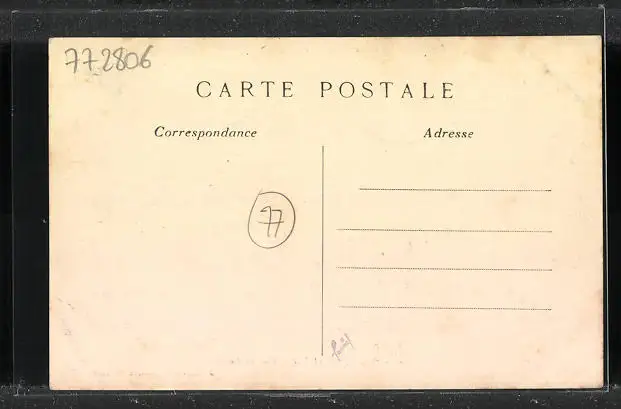 772806
CARTE POSTALE
Correspondance
Adresse
77